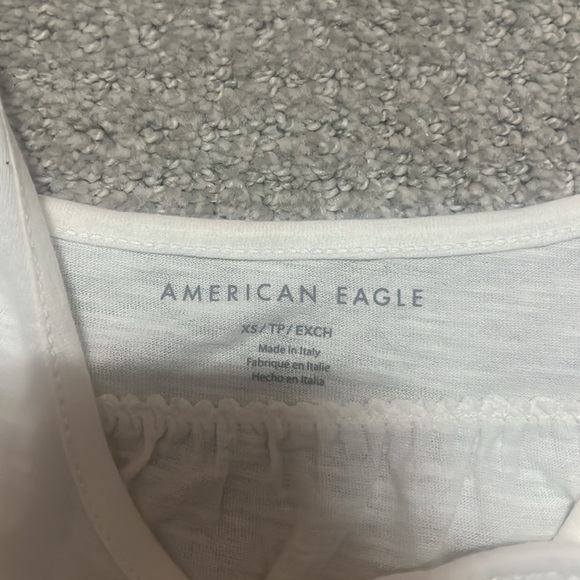 AMERICAN EAGLE
XS/TP/EXCH
Made in Italy
Fabriqué en Italie
Hecho en Italia